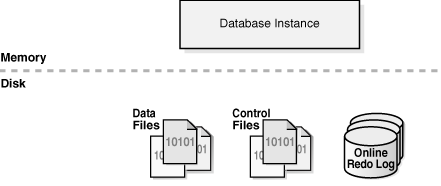 Database Instance
Memory
Disk
Data
Files
10101
10
01
Control
Files
10101
10
01
Online
Redo Log